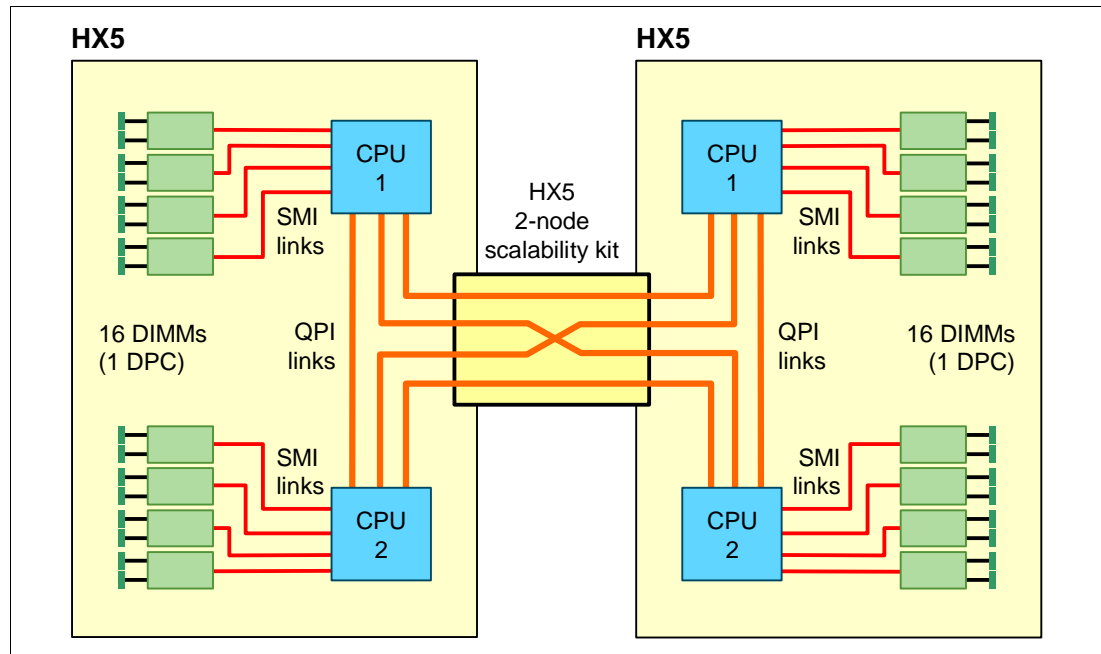 HX5
HX5
CPU
1
SMI
links
HX5
2-node
scalability kit
CPU
1
SMI
links
16 DIMMs
(1 DPC)
QPI
links
QPI
links
16 DIMMs
(1 DPC)
SMI
links
CPU
2
SMI
links
CPU
2